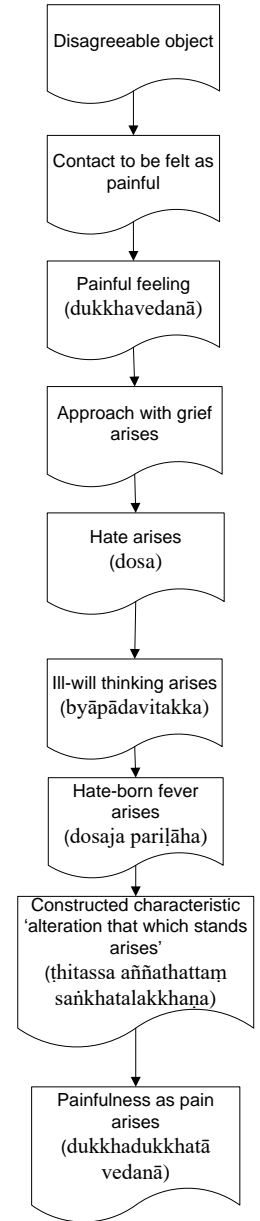 Disagreeable object
Contact to be felt as
painful
Painful feeling
(dukkhavedanā)
Approach with grief
arises
Hate arises
(dosa)
Ill-will thinking arises
(byāpādavitakka)
Hate-born fever
arises
(dosaja pariḷāha)
Constructed characteristic
‘alteration that which stands
arises’
(ṭhitassa aññathattaṃ
saṅkhatalakkhaṇa)
Painfulness as pain
arises
(dukkhadukkhatā
vedanā)